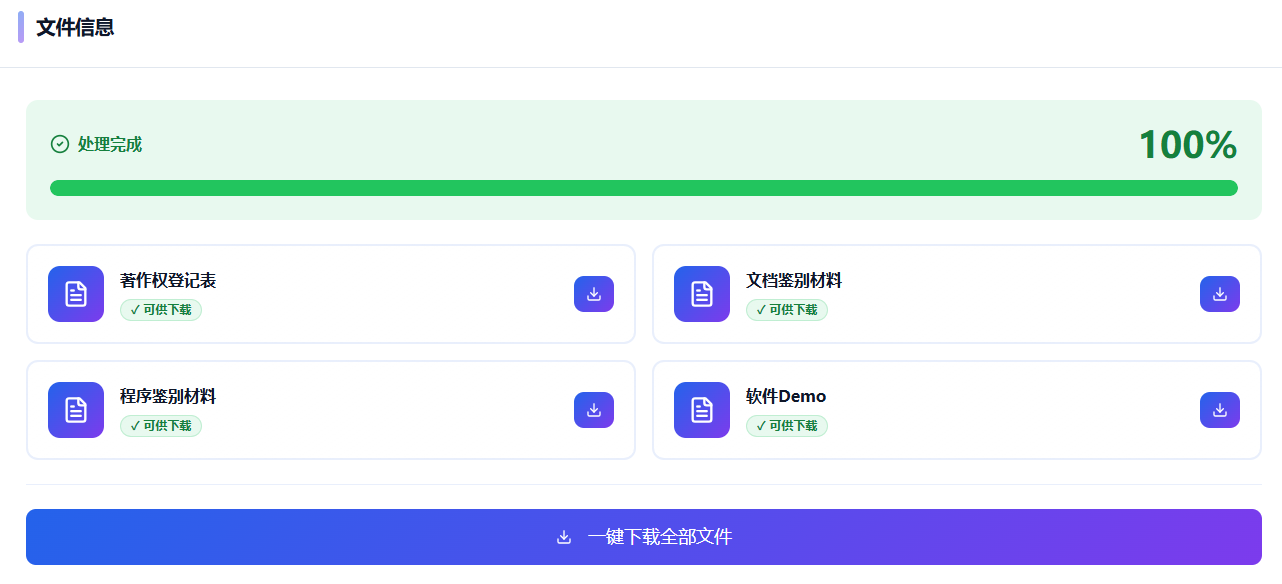 文件信息
处理完成
100%
著作权登记表
✓ 可供下载
文档鉴别材料
✓ 可供下载
程序鉴别材料
✓ 可供下载
软件Demo
✓ 可供下载
一键下载全部文件